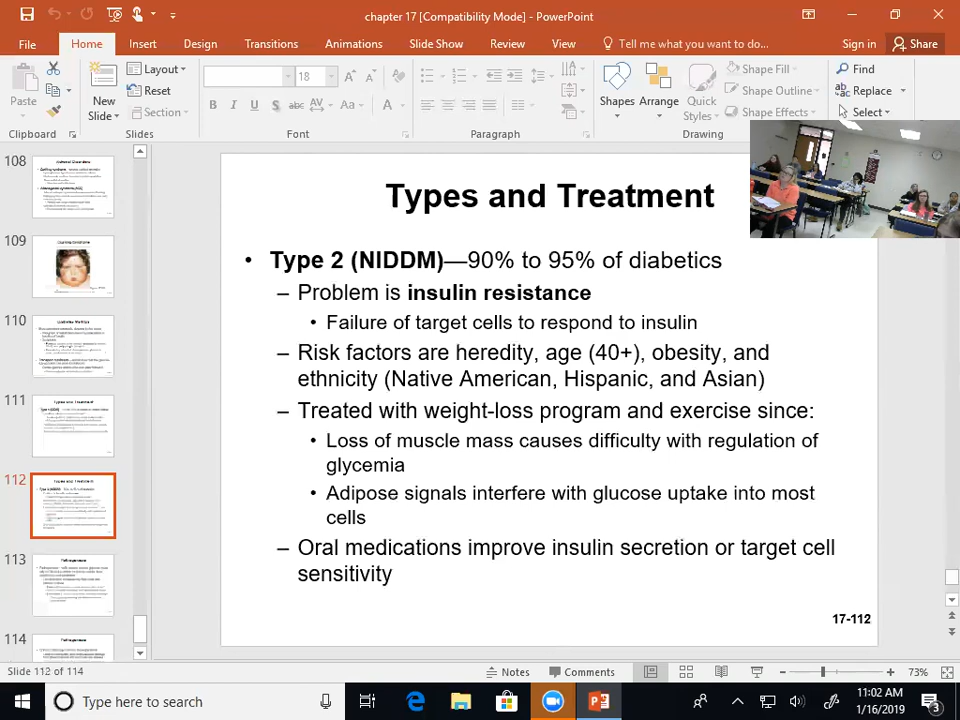 chapter 17 [Compatibility Mode] - PowerPoint
File Home Insert Design Transitions Animations Slide Show Review View Tell me what you want to do... Sign in Share
Paste
New Slide
Layout
Reset
Section
18
B I U S abc AV Aa A
Shapes Arrange Quick Styles
Shape Fill
Shape Outline
Shape Effects
Find
Replace
Select
Clipboard Slides Font Paragraph Drawing
108
109
110
111
112
113
114
Types and Treatment
• Type 2 (NIDDM)—90% to 95% of diabetics
– Problem is insulin resistance
• Failure of target cells to respond to insulin
– Risk factors are heredity, age (40+), obesity, and
ethnicity (Native American, Hispanic, and Asian)
– Treated with weight-loss program and exercise since:
• Loss of muscle mass causes difficulty with regulation of
glycemia
• Adipose signals interfere with glucose uptake into most
cells
– Oral medications improve insulin secretion or target cell
sensitivity
17-112
Slide 112 of 114 Notes Comments 73%
Type here to search
11:02 AM
1/16/2019
3